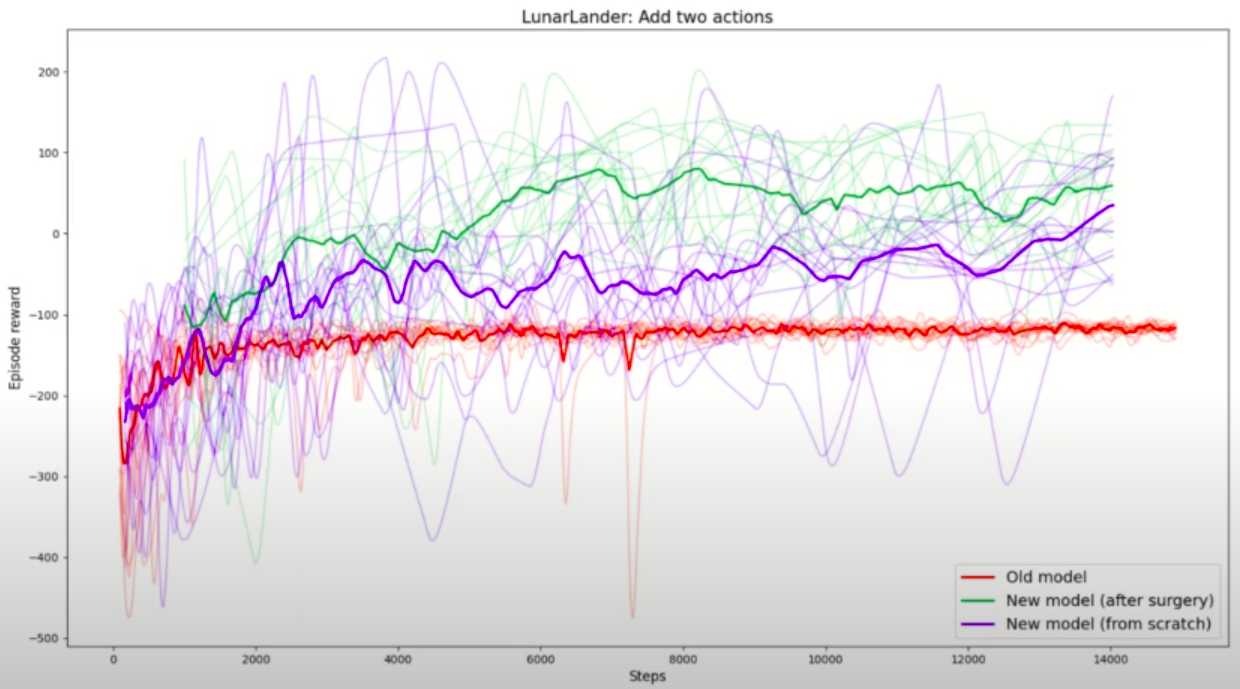 LunarLander: Add two actions
200
100
0
−100
−200
−300
−400
−500
Episode reward
0
2000
4000
6000
8000
10000
12000
14000
Steps
Old model
New model (after surgery)
New model (from scratch)